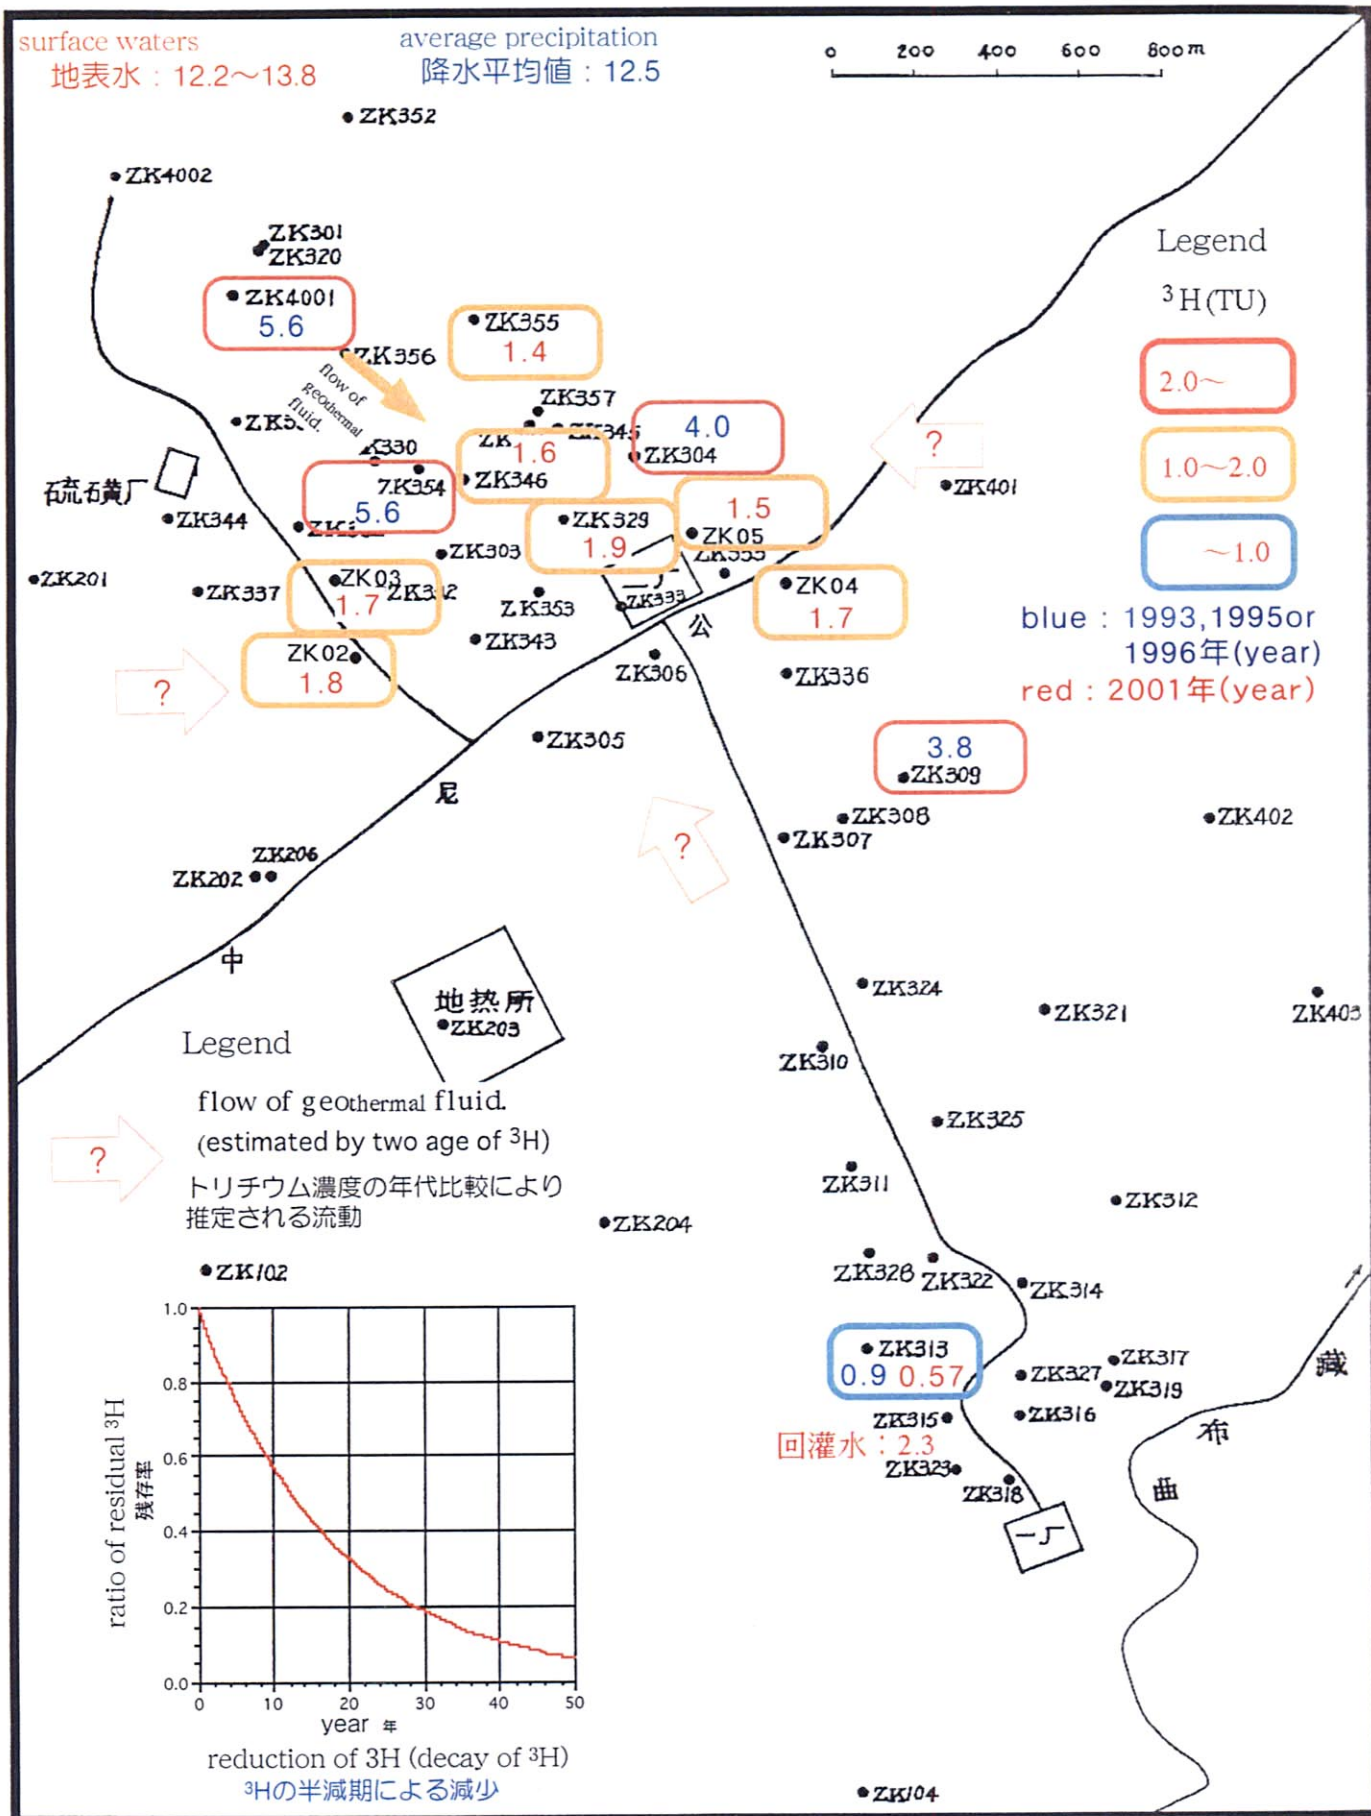 surface waters
地表水：12.2～13.8
average precipitation
降水平均値：12.5
0 200 400 600 800m
ZK352
ZK4002
ZK301
ZK320
ZK4001
5.6
ZK355
1.4
ZK356
flow of
geothermal
fluid.
ZK357
ZK345
4.0
ZK304
1.6
ZK346
K330
ZK354
5.6
硫磺厂
ZK344
ZK303
ZK329
1.9
1.5
ZK05
ZK401
ZK201
ZK337
ZK03
1.7
ZK353
二厂
ZK333
ZK04
1.7
ZK343
ZK02
1.8
公
ZK306
ZK336
?
?
ZK305
尼
3.8
ZK309
ZK308
ZK307
ZK402
?
ZK206
ZK202
中
地热所
ZK203
ZK324
ZK321
ZK403
ZK310
ZK325
ZK311
ZK312
ZK204
ZK328
ZK322
ZK314
ZK313
0.9 0.57
ZK317
ZK327
ZK319
ZK315
ZK316
回灌水：2.3
ZK323
ZK318
一厂
藏
布
曲
ZK104
Legend
³H(TU)
2.0～
1.0～2.0
～1.0
blue：1993,1995or
1996年(year)
red：2001年(year)
Legend
flow of geothermal fluid.
(estimated by two age of ³H)
?
トリチウム濃度の年代比較により
推定される流動
ZK102
1.0
0.8
0.6
0.4
0.2
0.0
ratio of residual ³H
残存率
0 10 20 30 40 50
year 年
reduction of 3H (decay of ³H)
³Hの半減期による減少